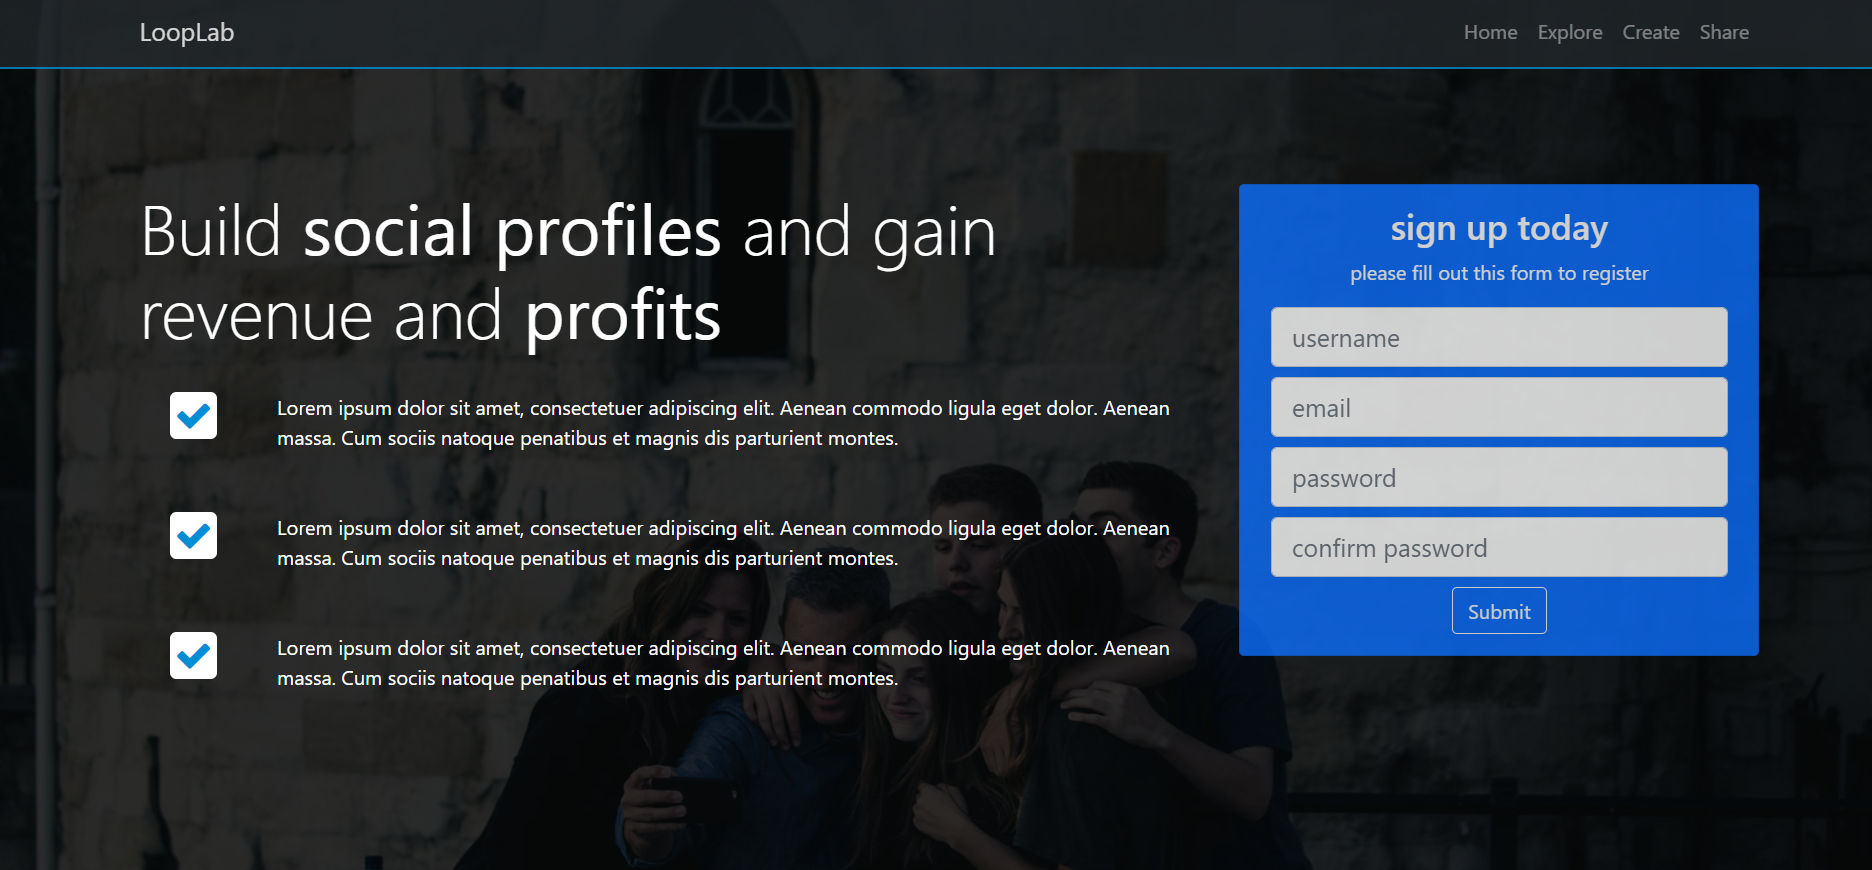 LoopLab
Home Explore Create Share
Build social profiles and gain
revenue and profits
Lorem ipsum dolor sit amet, consectetuer adipiscing elit. Aenean commodo ligula eget dolor. Aenean
massa. Cum sociis natoque penatibus et magnis dis parturient montes.
Lorem ipsum dolor sit amet, consectetuer adipiscing elit. Aenean commodo ligula eget dolor. Aenean
massa. Cum sociis natoque penatibus et magnis dis parturient montes.
Lorem ipsum dolor sit amet, consectetuer adipiscing elit. Aenean commodo ligula eget dolor. Aenean
massa. Cum sociis natoque penatibus et magnis dis parturient montes.
sign up today
please fill out this form to register
username
email
password
confirm password
Submit